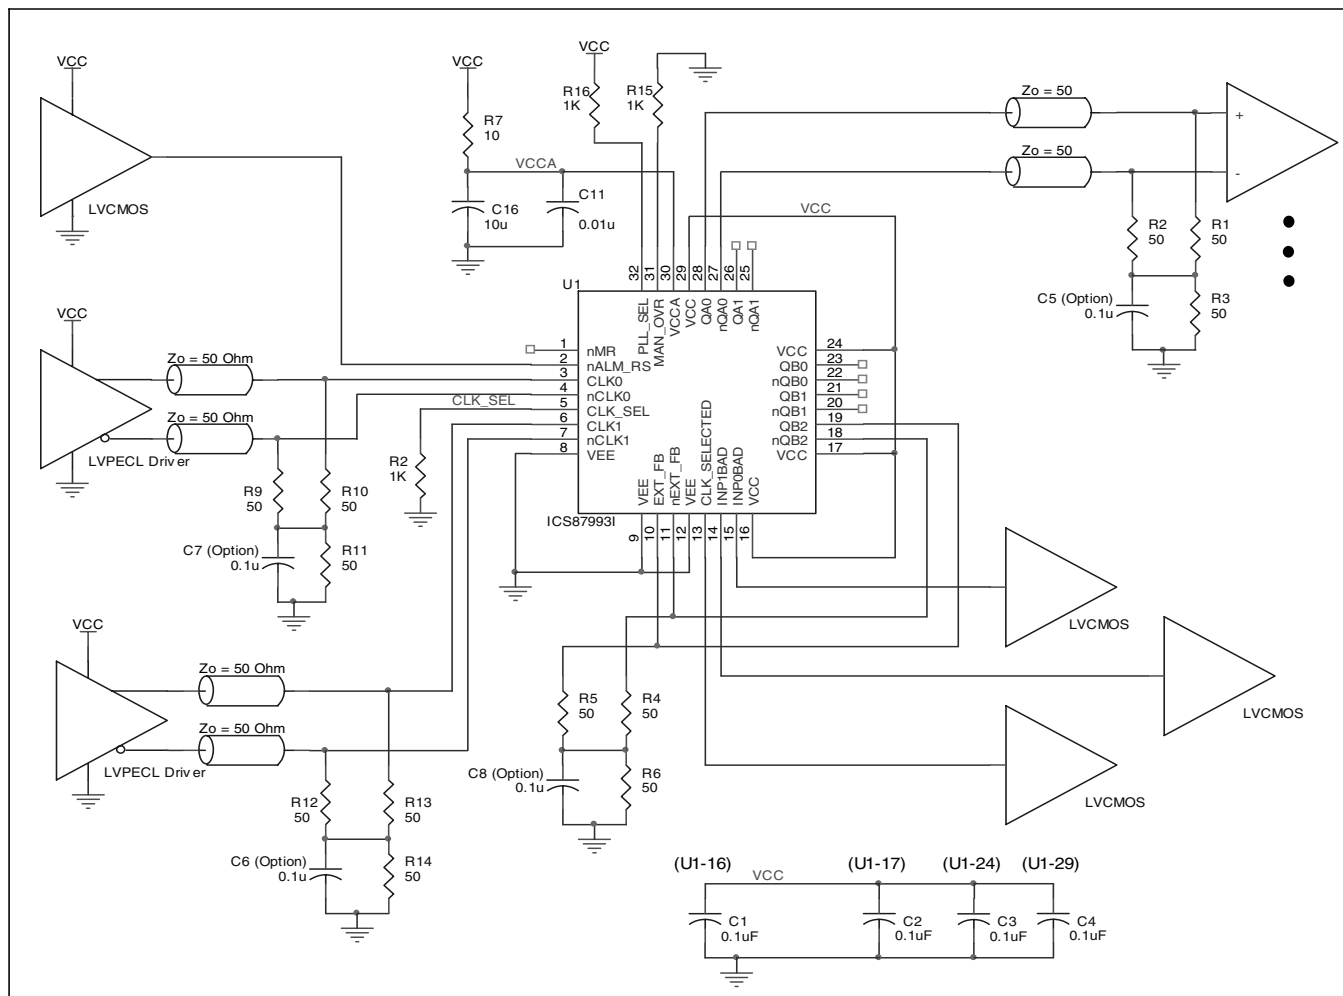 VCC
LVCMOS
VCC
R7
10
VCCA
C16
10u
C11
0.01u
VCC
R16
1K
R15
1K
Zo = 50
Zo = 50
+
-
VCC
R2
50
R1
50
C5 (Option)
0.1u
R3
50
U1
32
31
30
29
28
27
26
25
PLL_SEL
MAN_OVR
VCCA
VCC
QA0
nQA0
QA1
nQA1
1
2
3
4
5
6
7
8
nMR
nALM_RS
CLK0
nCLK0
CLK_SEL
CLK1
nCLK1
VEE
VCC
QB0
nQB0
QB1
nQB1
QB2
nQB2
VCC
24
23
22
21
20
19
18
17
VEE
EXT_FB
nEXT_FB
VEE
CLK_SELECTED
INP1BAD
INP0BAD
VCC
9
10
11
12
13
14
15
16
ICS87993I
VCC
Zo = 50 Ohm
Zo = 50 Ohm
LVPECL Driver
CLK_SEL
R2
1K
R9
50
R10
50
C7 (Option)
0.1u
R11
50
VCC
Zo = 50 Ohm
Zo = 50 Ohm
LVPECL Driver
R12
50
R13
50
C6 (Option)
0.1u
R14
50
R5
50
R4
50
C8 (Option)
0.1u
R6
50
LVCMOS
LVCMOS
LVCMOS
(U1-16)
(U1-17)
(U1-24)
(U1-29)
VCC
C1
0.1uF
C2
0.1uF
C3
0.1uF
C4
0.1uF